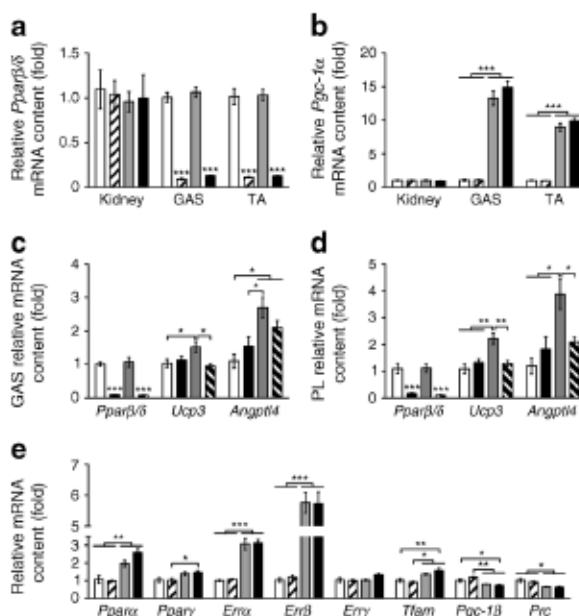 a
Relative Pparβ/δ
mRNA content (fold)
1.5
1.0
0.5
0
*** *** *** ***
Kidney GAS TA
b
Relative Pgc-1α
mRNA content (fold)
20
15
10
5
0
***
***
Kidney GAS TA
c
GAS relative mRNA
content (fold)
4
3
2
1
0
*** ***
* *
*
*
Pparβ/δ Ucp3 Angptl4
d
PL relative mRNA
content (fold)
5
4
3
2
1
0
*** ***
** **
* *
Pparβ/δ Ucp3 Angptl4
e
Relative mRNA
content (fold)
8
7
6
5
3
2
1
0
**
*
***
***
**
*
*
**
*
Pparα Pparγ Errα Errβ Errγ Tfam Pgc-1β Prc